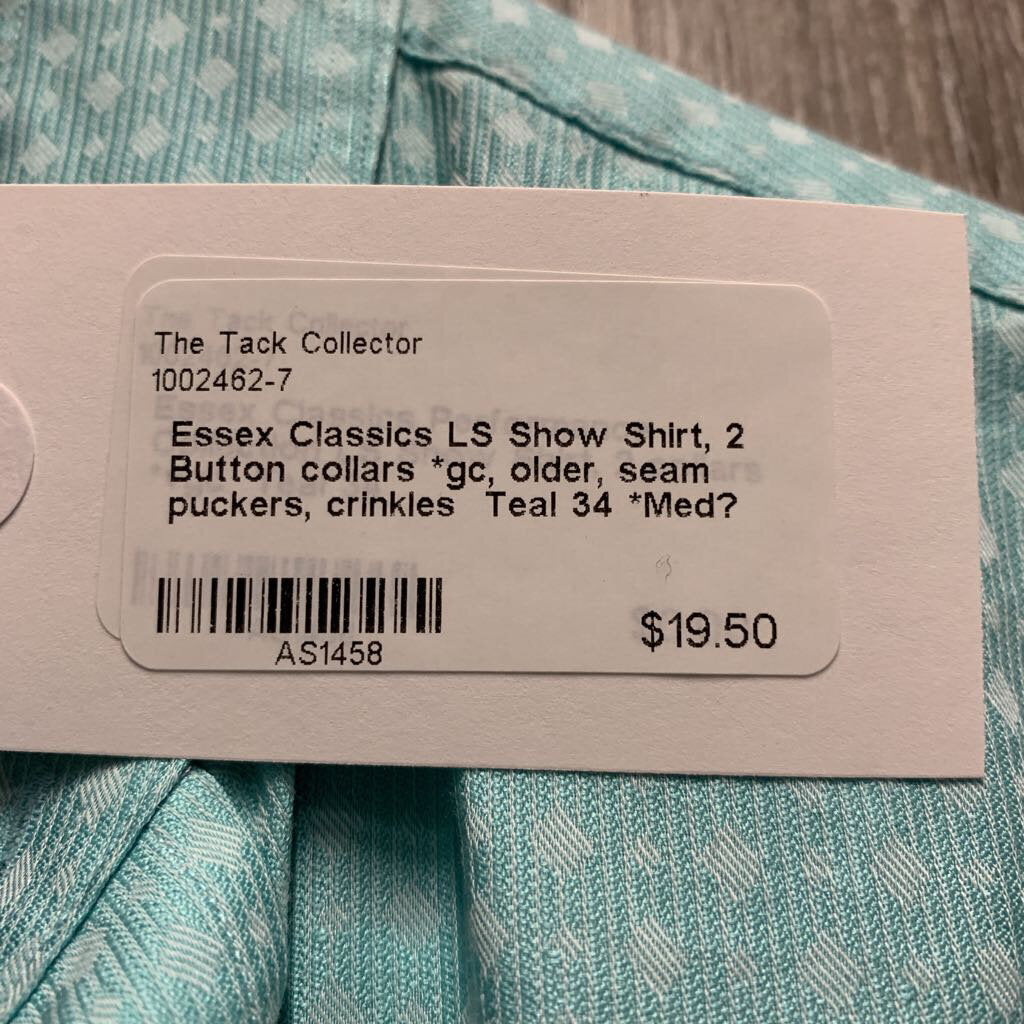 The Tack Collector
1002462-7
Essex Classics LS Show Shirt, 2
Button collars *gc, older, seam
puckers, crinkles Teal 34 *Med?
AS1458
$19.50